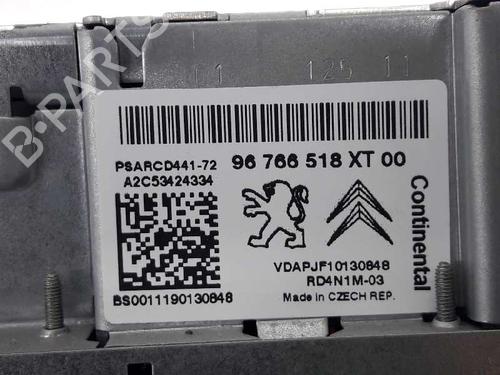 11 125 11
PSARCD441-72
96 766 518 XT 00
A2C53424334
Continental
VDAPJF10130848
RD4N1M-03
BS0011190130848
Made in CZECH REP.
B-PARTS